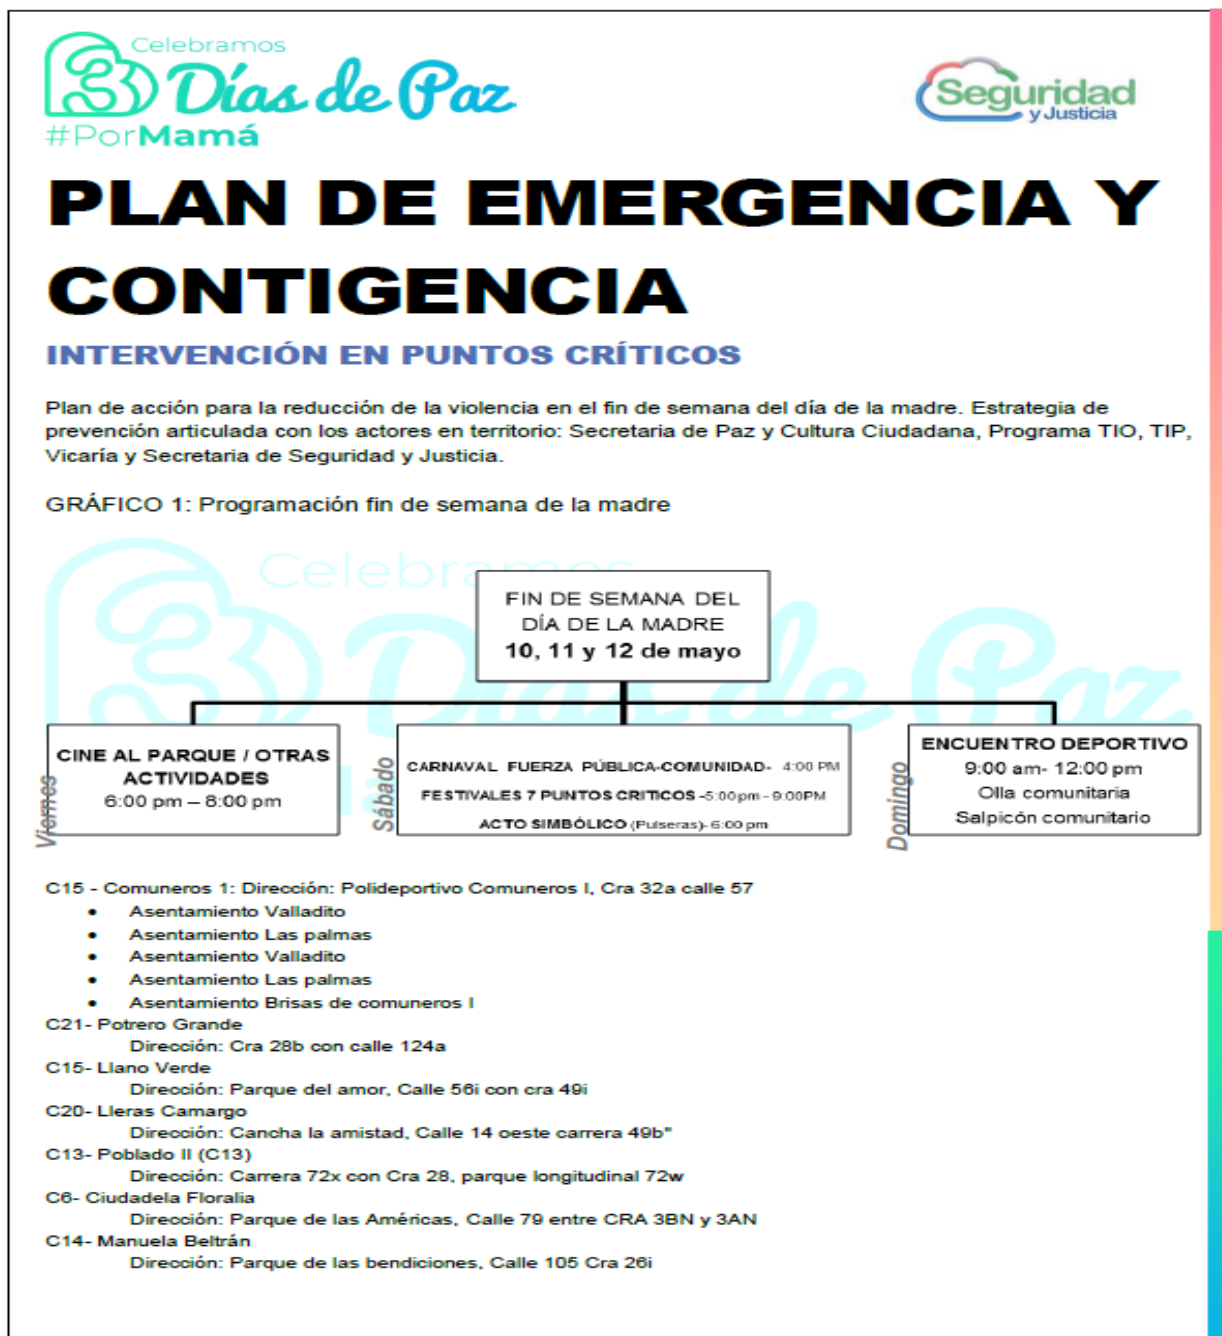 Celebramos
3 Días de Paz
#PorMamá
Seguridad
y Justicia
PLAN DE EMERGENCIA Y
CONTIGENCIA
INTERVENCIÓN EN PUNTOS CRÍTICOS
Plan de acción para la reducción de la violencia en el fin de semana del día de la madre. Estrategia de
prevención articulada con los actores en territorio: Secretaria de Paz y Cultura Ciudadana, Programa TIO, TIP,
Vicaría y Secretaria de Seguridad y Justicia.
GRÁFICO 1: Programación fin de semana de la madre
Celebramos
3 Días de Paz
FIN DE SEMANA DEL
DÍA DE LA MADRE
10, 11 y 12 de mayo
Viernes
CINE AL PARQUE / OTRAS
ACTIVIDADES
6:00 pm – 8:00 pm
Sábado
CARNAVAL FUERZA PÚBLICA-COMUNIDAD- 4:00 PM
FESTIVALES 7 PUNTOS CRITICOS -5:00pm - 9:00PM
ACTO SIMBÓLICO (Pulseras)- 6:00 pm
Domingo
ENCUENTRO DEPORTIVO
9:00 am- 12:00 pm
Olla comunitaria
Salpicón comunitario
C15 - Comuneros 1: Dirección: Polideportivo Comuneros I, Cra 32a calle 57
• Asentamiento Valladito
• Asentamiento Las palmas
• Asentamiento Valladito
• Asentamiento Las palmas
• Asentamiento Brisas de comuneros I
C21- Potrero Grande
Dirección: Cra 28b con calle 124a
C15- Llano Verde
Dirección: Parque del amor, Calle 56i con cra 49i
C20- Lleras Camargo
Dirección: Cancha la amistad, Calle 14 oeste carrera 49b"
C13- Poblado II (C13)
Dirección: Carrera 72x con Cra 28, parque longitudinal 72w
C6- Ciudadela Floralia
Dirección: Parque de las Américas, Calle 79 entre CRA 3BN y 3AN
C14- Manuela Beltrán
Dirección: Parque de las bendiciones, Calle 105 Cra 26i